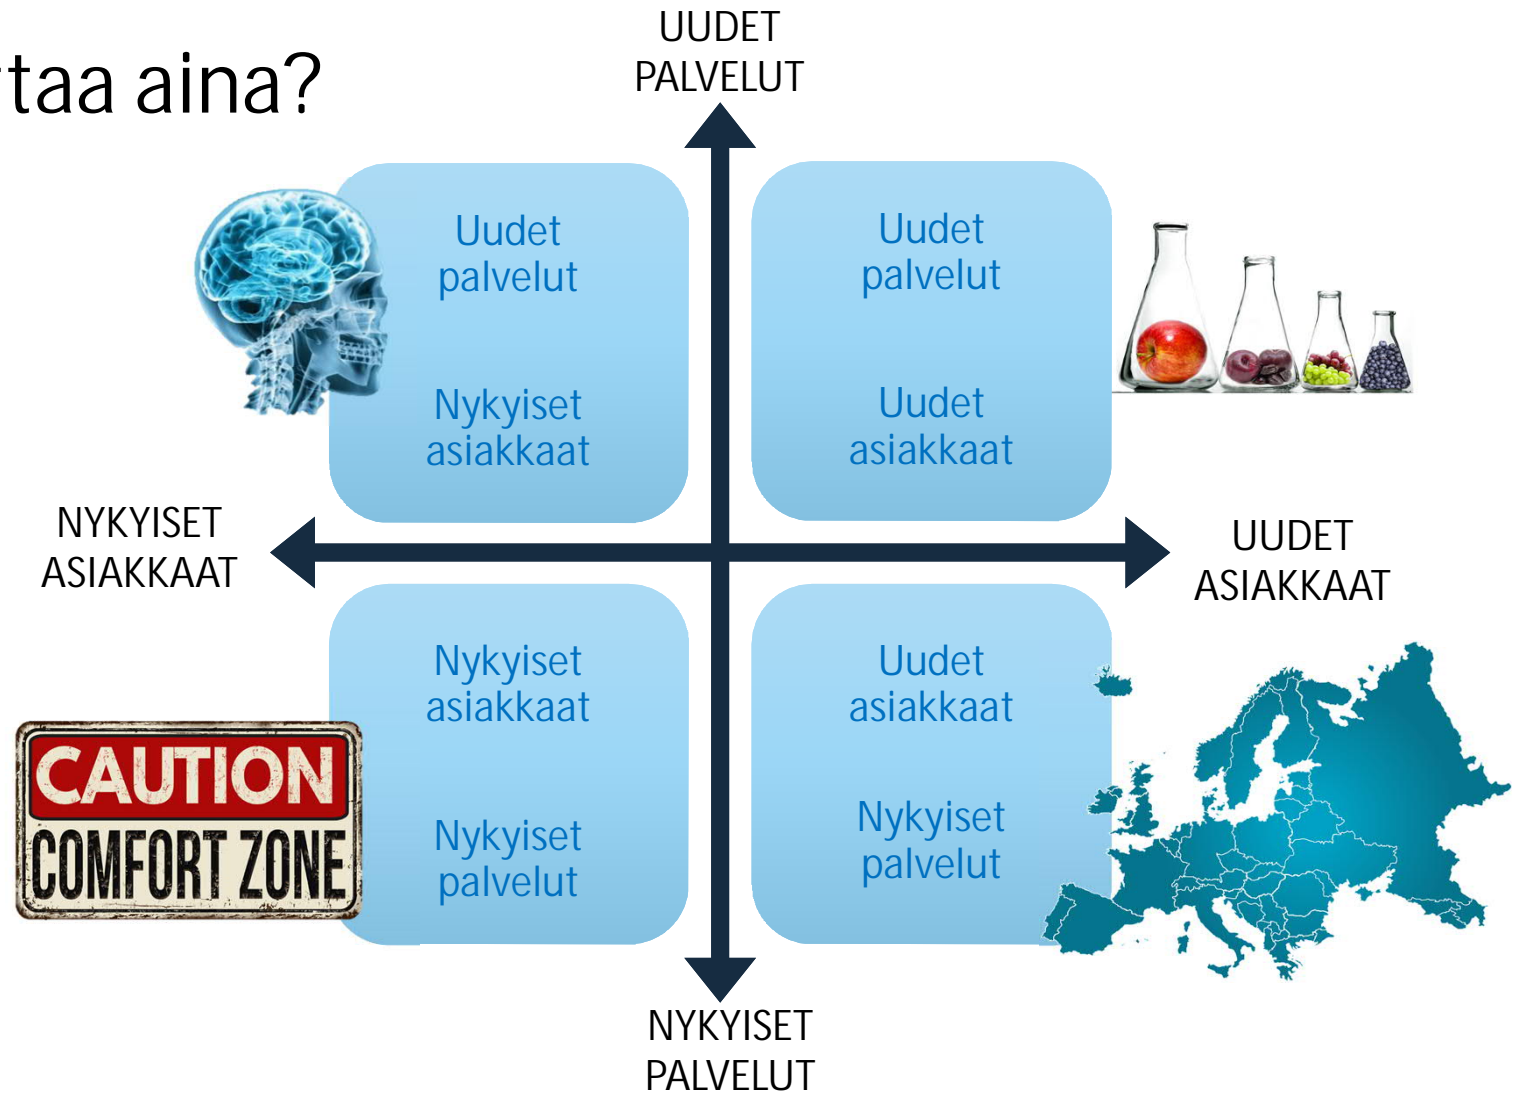 UUDET
PALVELUT
taa aina?
Uudet
palvelut
Nykyiset
asiakkaat
Uudet
palvelut
Uudet
asiakkaat
NYKYISET
ASIAKKAAT
UUDET
ASIAKKAAT
Nykyiset
asiakkaat
Nykyiset
palvelut
Uudet
asiakkaat
Nykyiset
palvelut
CAUTION
COMFORT ZONE
NYKYISET
PALVELUT